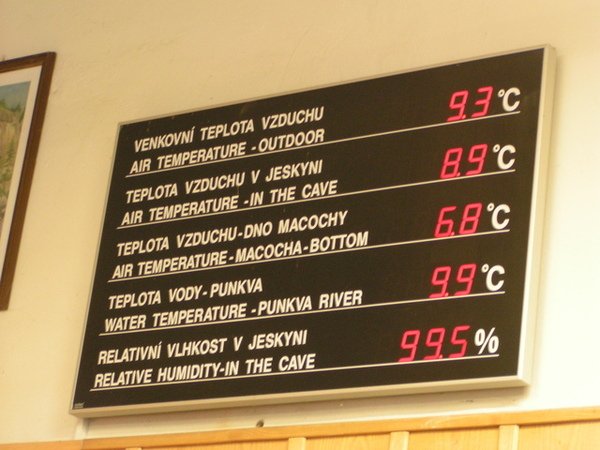 VENKOVNÍ TEPLOTA VZDUCHU
AIR TEMPERATURE - OUTDOOR 9.3 °C
TEPLOTA VZDUCHU V JESKYNI
AIR TEMPERATURE - IN THE CAVE 8.9 °C
TEPLOTA VZDUCHU - DNO MACOCHY
AIR TEMPERATURE - MACOCHA - BOTTOM 6.8 °C
TEPLOTA VODY - PUNKVA
WATER TEMPERATURE - PUNKVA RIVER 9.9 °C
RELATIVNÍ VLHKOST V JESKYNI
RELATIVE HUMIDITY - IN THE CAVE 99.5 %